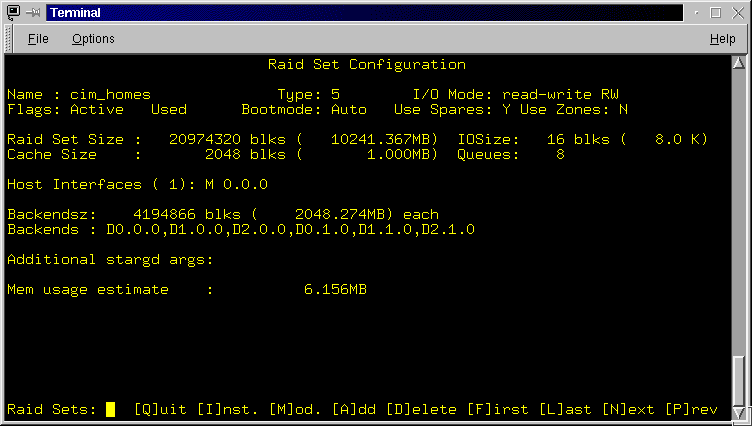 Terminal
File Options Help
Raid Set Configuration
Name : cim_homes Type: 5 I/O Mode: read-write RW
Flags: Active Used Bootmode: Auto Use Spares: Y Use Zones: N
Raid Set Size : 20974320 blks ( 10241.367MB) IOSize: 16 blks ( 8.0 K)
Cache Size : 2048 blks ( 1.000MB) Queues: 8
Host Interfaces ( 1): M 0.0.0
Backendsz: 4194866 blks ( 2048.274MB) each
Backends : D0.0.0,D1.0.0,D2.0.0,D0.1.0,D1.1.0,D2.1.0
Additional stargd args:
Mem usage estimate : 6.156MB
Raid Sets: [Q]uit [I]nst. [M]od. [A]dd [D]elete [F]irst [L]ast [N]ext [P]rev